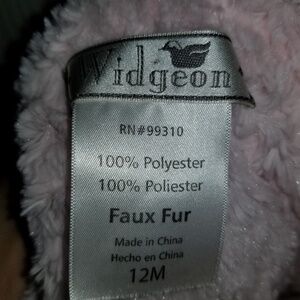 Widgeon
RN#99310
100% Polyester
100% Poliester
Faux Fur
Made in China
Hecho en China
12M